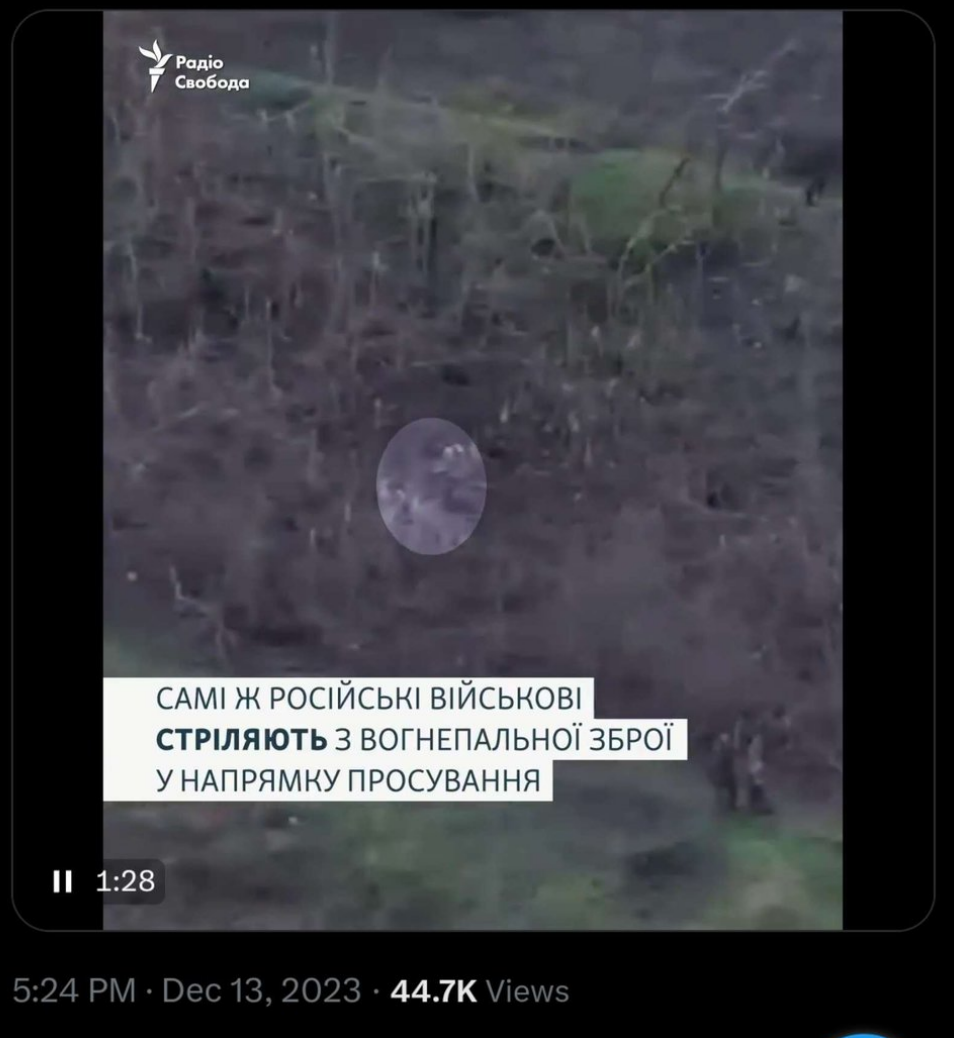 Радіо
Свобода
САМІ Ж РОСІЙСЬКІ ВІЙСЬКОВІ
СТРІЛЯЮТЬ З ВОГНЕПАЛЬНОЇ ЗБРОЇ
У НАПРЯМКУ ПРОСУВАННЯ
1:28
5:24 PM · Dec 13, 2023 · 44.7K Views